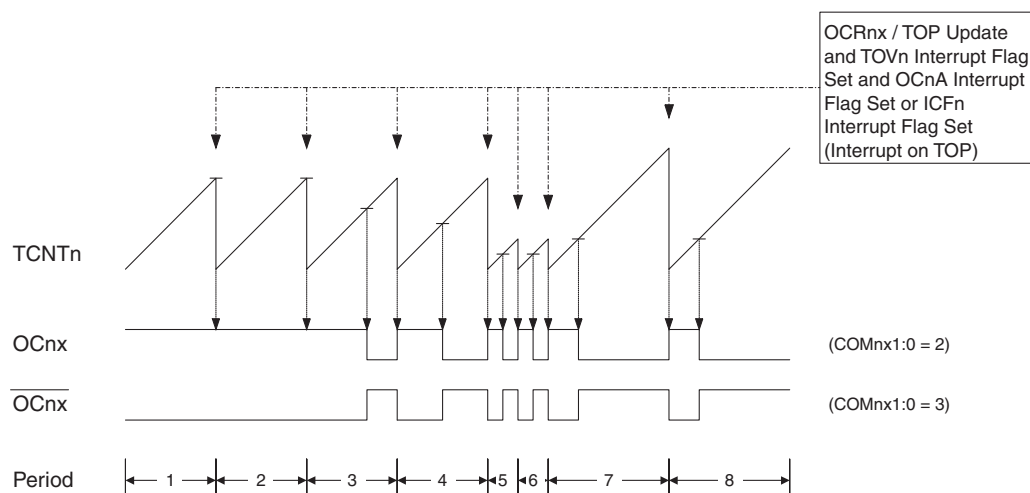 OCRnx / TOP Update
and TOVn Interrupt Flag
Set and OCnA Interrupt
Flag Set or ICFn
Interrupt Flag Set
(Interrupt on TOP)
TCNTn
OCnx (COMnx1:0 = 2)
OCnx (COMnx1:0 = 3)
Period 1 2 3 4 5 6 7 8